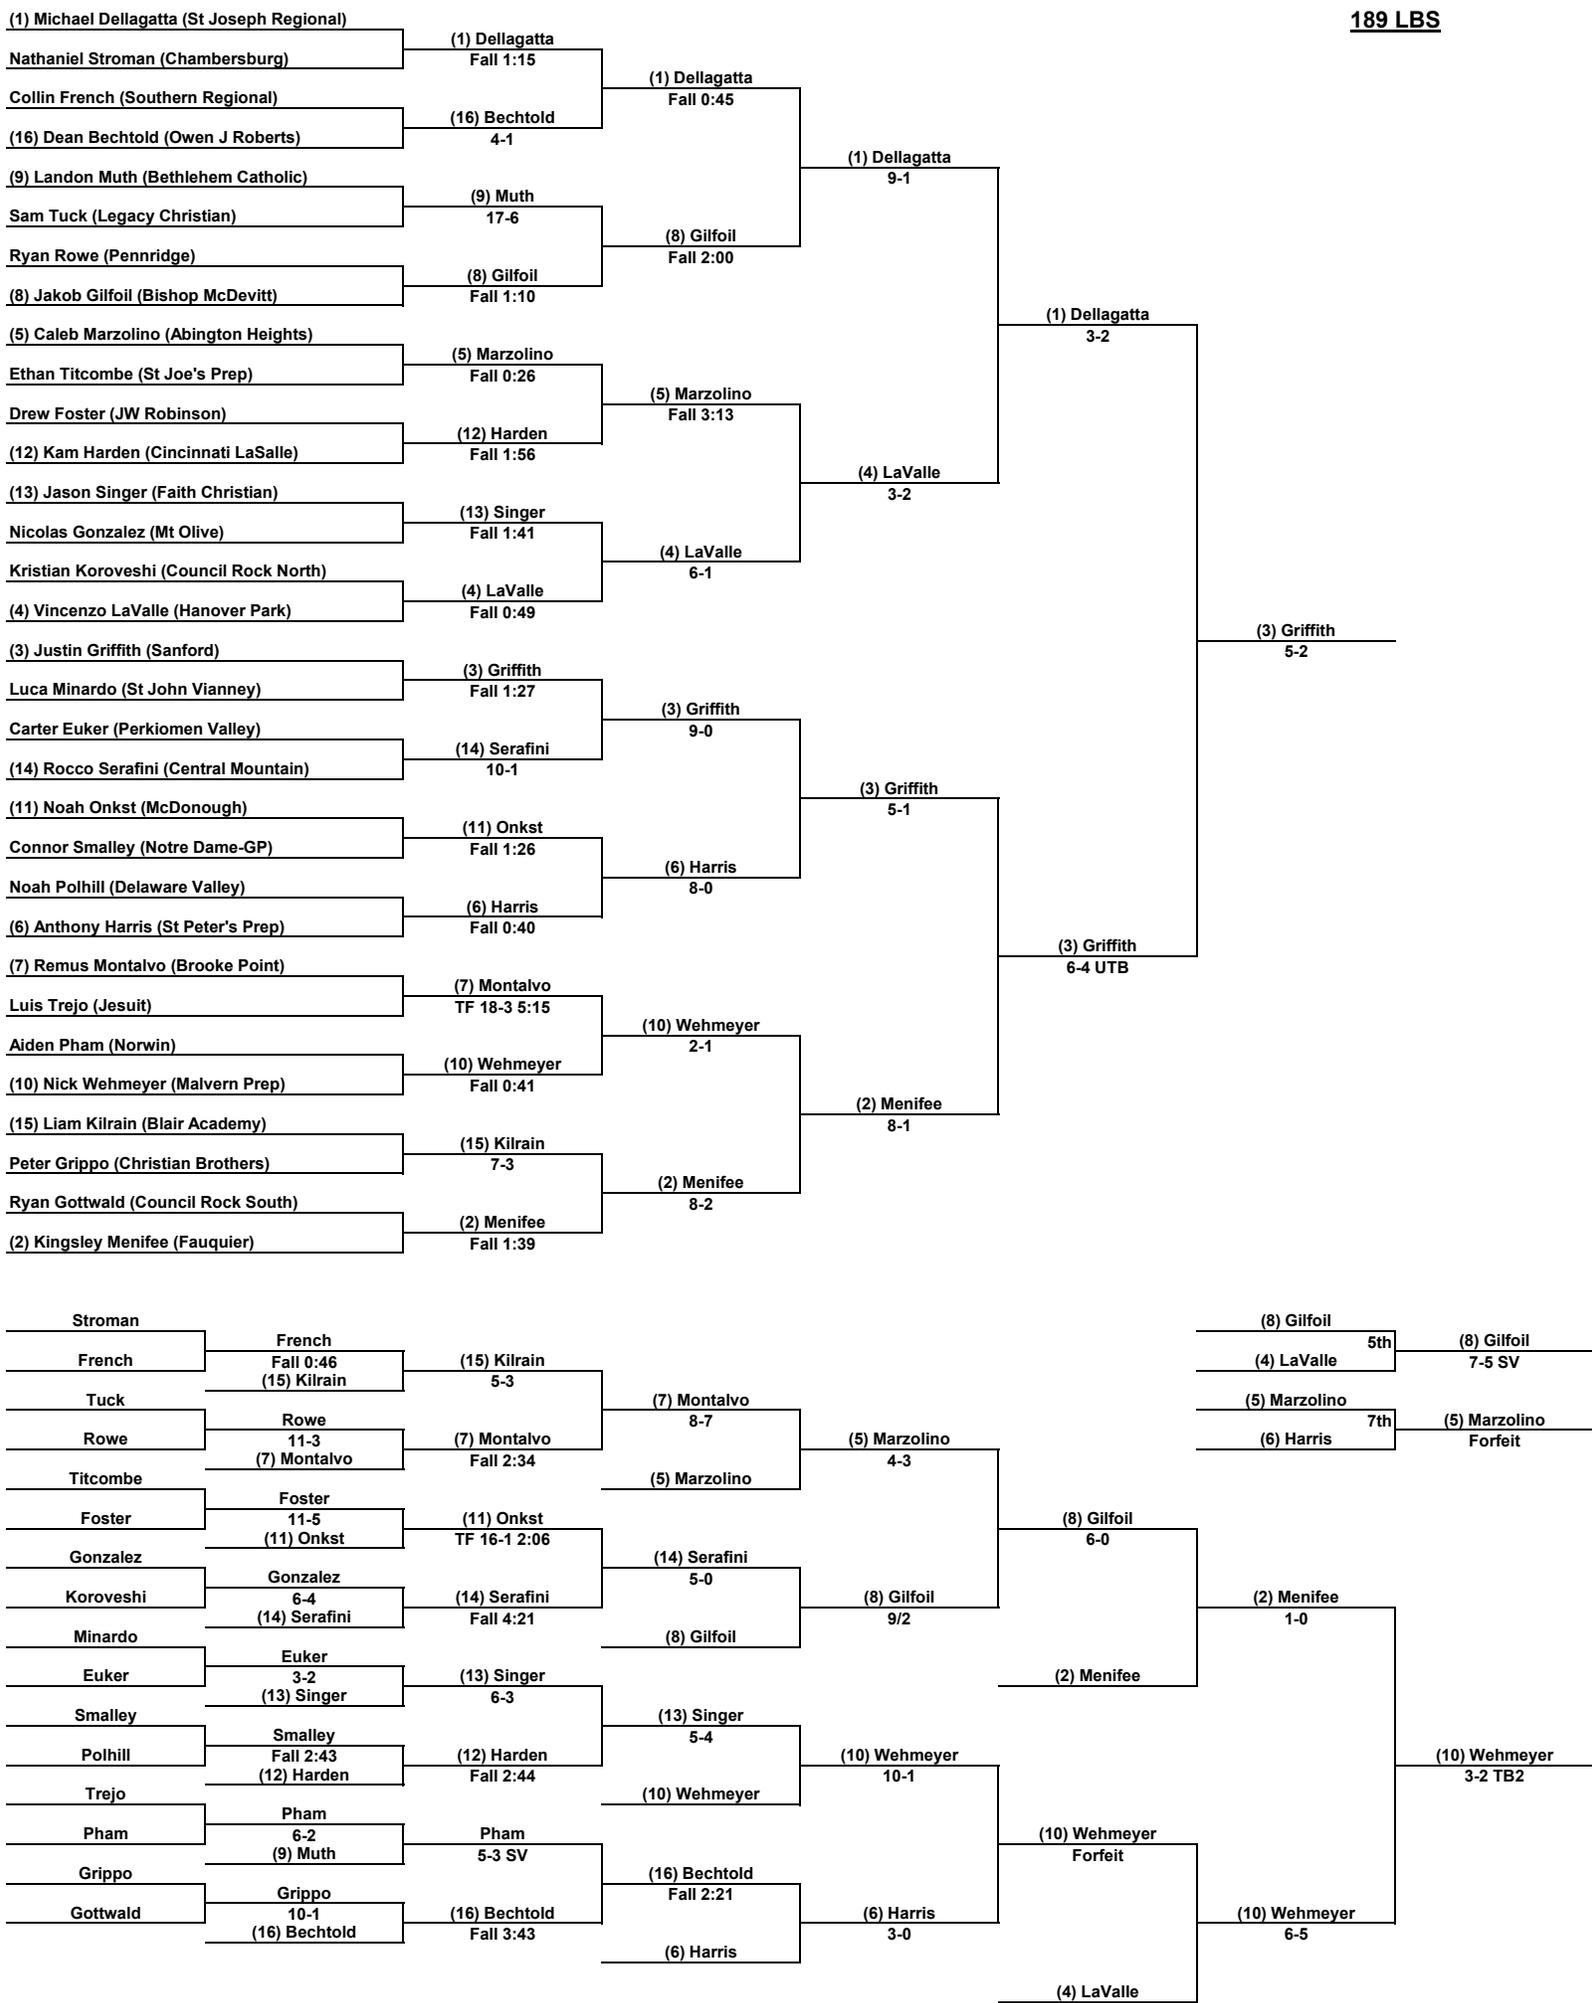 189 LBS
(1) Michael Dellagatta (St Joseph Regional)
Nathaniel Stroman (Chambersburg)
Collin French (Southern Regional)
(16) Dean Bechtold (Owen J Roberts)
(9) Landon Muth (Bethlehem Catholic)
Sam Tuck (Legacy Christian)
Ryan Rowe (Pennridge)
(8) Jakob Gilfoil (Bishop McDevitt)
(5) Caleb Marzolino (Abington Heights)
Ethan Titcombe (St Joe's Prep)
Drew Foster (JW Robinson)
(12) Kam Harden (Cincinnati LaSalle)
(13) Jason Singer (Faith Christian)
Nicolas Gonzalez (Mt Olive)
Kristian Koroveshi (Council Rock North)
(4) Vincenzo LaValle (Hanover Park)
(3) Justin Griffith (Sanford)
Luca Minardo (St John Vianney)
Carter Euker (Perkiomen Valley)
(14) Rocco Serafini (Central Mountain)
(11) Noah Onkst (McDonough)
Connor Smalley (Notre Dame-GP)
Noah Polhill (Delaware Valley)
(6) Anthony Harris (St Peter's Prep)
(7) Remus Montalvo (Brooke Point)
Luis Trejo (Jesuit)
Aiden Pham (Norwin)
(10) Nick Wehmeyer (Malvern Prep)
(15) Liam Kilrain (Blair Academy)
Peter Grippo (Christian Brothers)
Ryan Gottwald (Council Rock South)
(2) Kingsley Menifee (Fauquier)
(1) Dellagatta
Fall 1:15
(16) Bechtold
4-1
(9) Muth
17-6
(8) Gilfoil
Fall 1:10
(5) Marzolino
Fall 0:26
(12) Harden
Fall 1:56
(13) Singer
Fall 1:41
(4) LaValle
Fall 0:49
(3) Griffith
Fall 1:27
(14) Serafini
10-1
(11) Onkst
Fall 1:26
(6) Harris
Fall 0:40
(7) Montalvo
TF 18-3 5:15
(10) Wehmeyer
Fall 0:41
(15) Kilrain
7-3
(2) Menifee
Fall 1:39
(1) Dellagatta
Fall 0:45
(8) Gilfoil
Fall 2:00
(5) Marzolino
Fall 3:13
(4) LaValle
6-1
(3) Griffith
9-0
(6) Harris
8-0
(10) Wehmeyer
2-1
(2) Menifee
8-2
(1) Dellagatta
9-1
(4) LaValle
3-2
(3) Griffith
5-1
(2) Menifee
8-1
(1) Dellagatta
3-2
(3) Griffith
6-4 UTB
(3) Griffith
5-2
Stroman
French
Tuck
Rowe
Titcombe
Foster
Gonzalez
Koroveshi
Minardo
Euker
Smalley
Polhill
Trejo
Pham
Grippo
Gottwald
French
Fall 0:46
(15) Kilrain
Rowe
11-3
(7) Montalvo
Foster
11-5
(11) Onkst
Gonzalez
6-4
(14) Serafini
Euker
3-2
(13) Singer
Smalley
Fall 2:43
(12) Harden
Pham
6-2
(9) Muth
Grippo
10-1
(16) Bechtold
(15) Kilrain
5-3
(7) Montalvo
Fall 2:34
(11) Onkst
TF 16-1 2:06
(14) Serafini
Fall 4:21
(13) Singer
6-3
(12) Harden
Fall 2:44
Pham
5-3 SV
(16) Bechtold
Fall 3:43
(7) Montalvo
8-7
(5) Marzolino
(14) Serafini
5-0
(8) Gilfoil
(13) Singer
5-4
(10) Wehmeyer
(16) Bechtold
Fall 2:21
(6) Harris
(5) Marzolino
4-3
(8) Gilfoil
9/2
(10) Wehmeyer
10-1
(6) Harris
3-0
(8) Gilfoil
6-0
(2) Menifee
(10) Wehmeyer
Forfeit
(4) LaValle
(2) Menifee
1-0
(10) Wehmeyer
6-5
(10) Wehmeyer
3-2 TB2
(8) Gilfoil
5th
(4) LaValle
(8) Gilfoil
7-5 SV
(5) Marzolino
7th
(6) Harris
(5) Marzolino
Forfeit